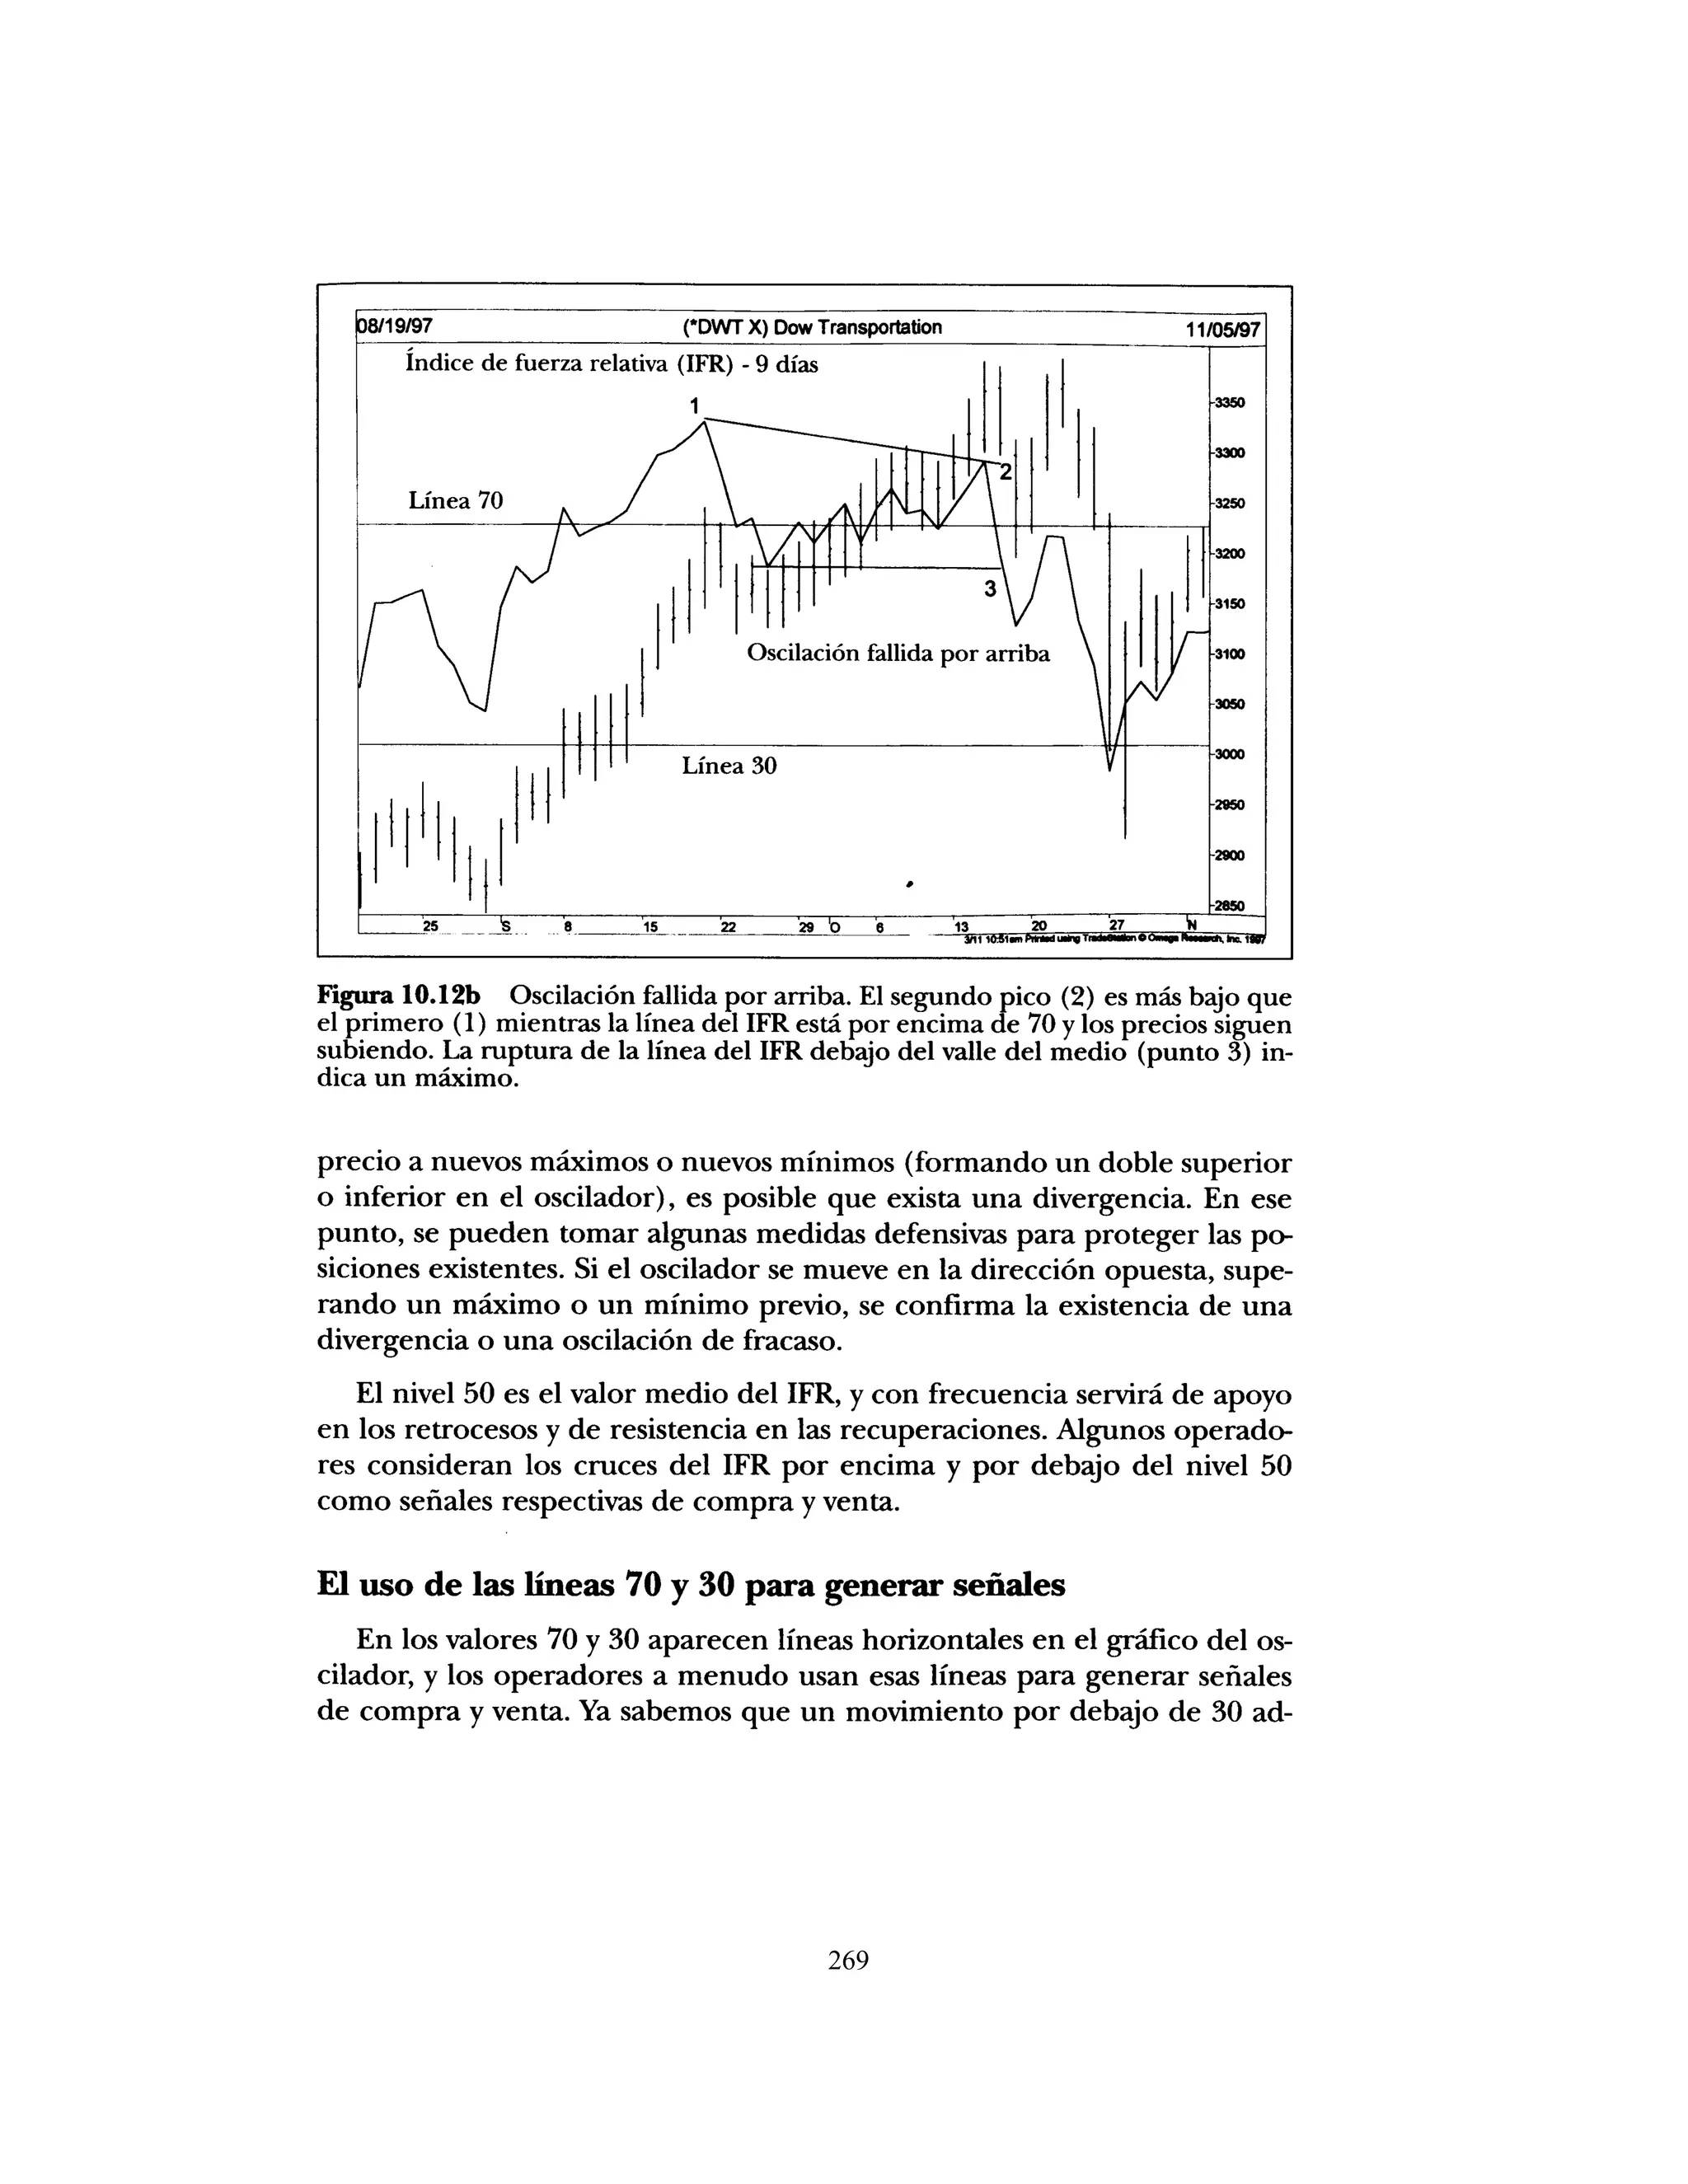 08/19/97 (*DWT X) Dow Transportation 11/05/97
Índice de fuerza relativa (IFR) - 9 días
1
3350
3300
2
Línea 70
3250
3200
3
3150
Oscilación fallida por arriba
3100
3050
3000
Línea 30
2950
2900
2850
25 S 8 15 22 29 O 6 13 20 27 N
3/11 10:51am Printed using TradeStation © Omega Research, Inc. 1997
Figura 10.12b Oscilación fallida por arriba. El segundo pico (2) es más bajo que
el primero (1) mientras la línea del IFR está por encima de 70 y los precios siguen
subiendo. La ruptura de la línea del IFR debajo del valle del medio (punto 3) in-
dica un máximo.
precio a nuevos máximos o nuevos mínimos (formando un doble superior
o inferior en el oscilador), es posible que exista una divergencia. En ese
punto, se pueden tomar algunas medidas defensivas para proteger las po-
siciones existentes. Si el oscilador se mueve en la dirección opuesta, supe-
rando un máximo o un mínimo previo, se confirma la existencia de una
divergencia o una oscilación de fracaso.
El nivel 50 es el valor medio del IFR, y con frecuencia servirá de apoyo
en los retrocesos y de resistencia en las recuperaciones. Algunos operado-
res consideran los cruces del IFR por encima y por debajo del nivel 50
como señales respectivas de compra y venta.
El uso de las líneas 70 y 30 para generar señales
En los valores 70 y 30 aparecen líneas horizontales en el gráfico del os-
cilador, y los operadores a menudo usan esas líneas para generar señales
de compra y venta. Ya sabemos que un movimiento por debajo de 30 ad-
269